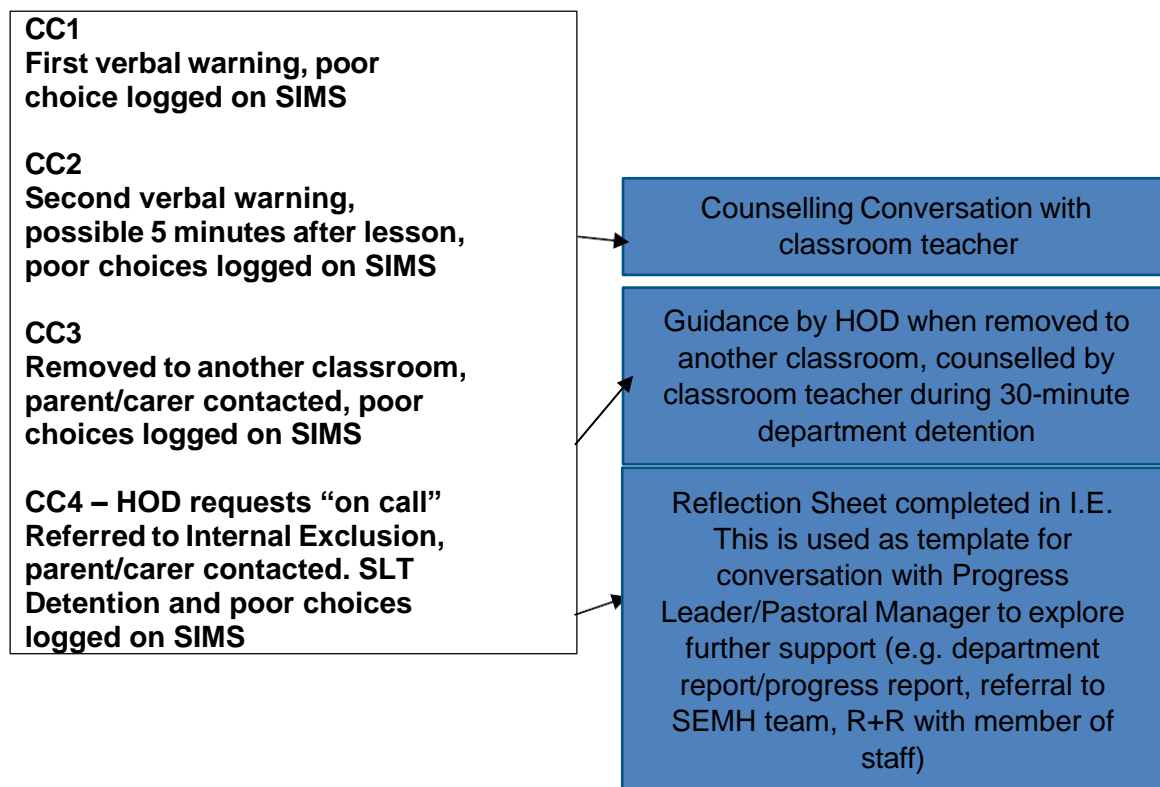 CC1
First verbal warning, poor
choice logged on SIMS
CC2
Second verbal warning,
possible 5 minutes after lesson,
poor choices logged on SIMS
CC3
Removed to another classroom,
parent/carer contacted, poor
choices logged on SIMS
CC4 – HOD requests “on call”
Referred to Internal Exclusion,
parent/carer contacted. SLT
Detention and poor choices
logged on SIMS
Counselling Conversation with
classroom teacher
Guidance by HOD when removed to
another classroom, counselled by
classroom teacher during 30-minute
department detention
Reflection Sheet completed in I.E.
This is used as template for
conversation with Progress
Leader/Pastoral Manager to explore
further support (e.g. department
report/progress report, referral to
SEMH team, R+R with member of
staff)